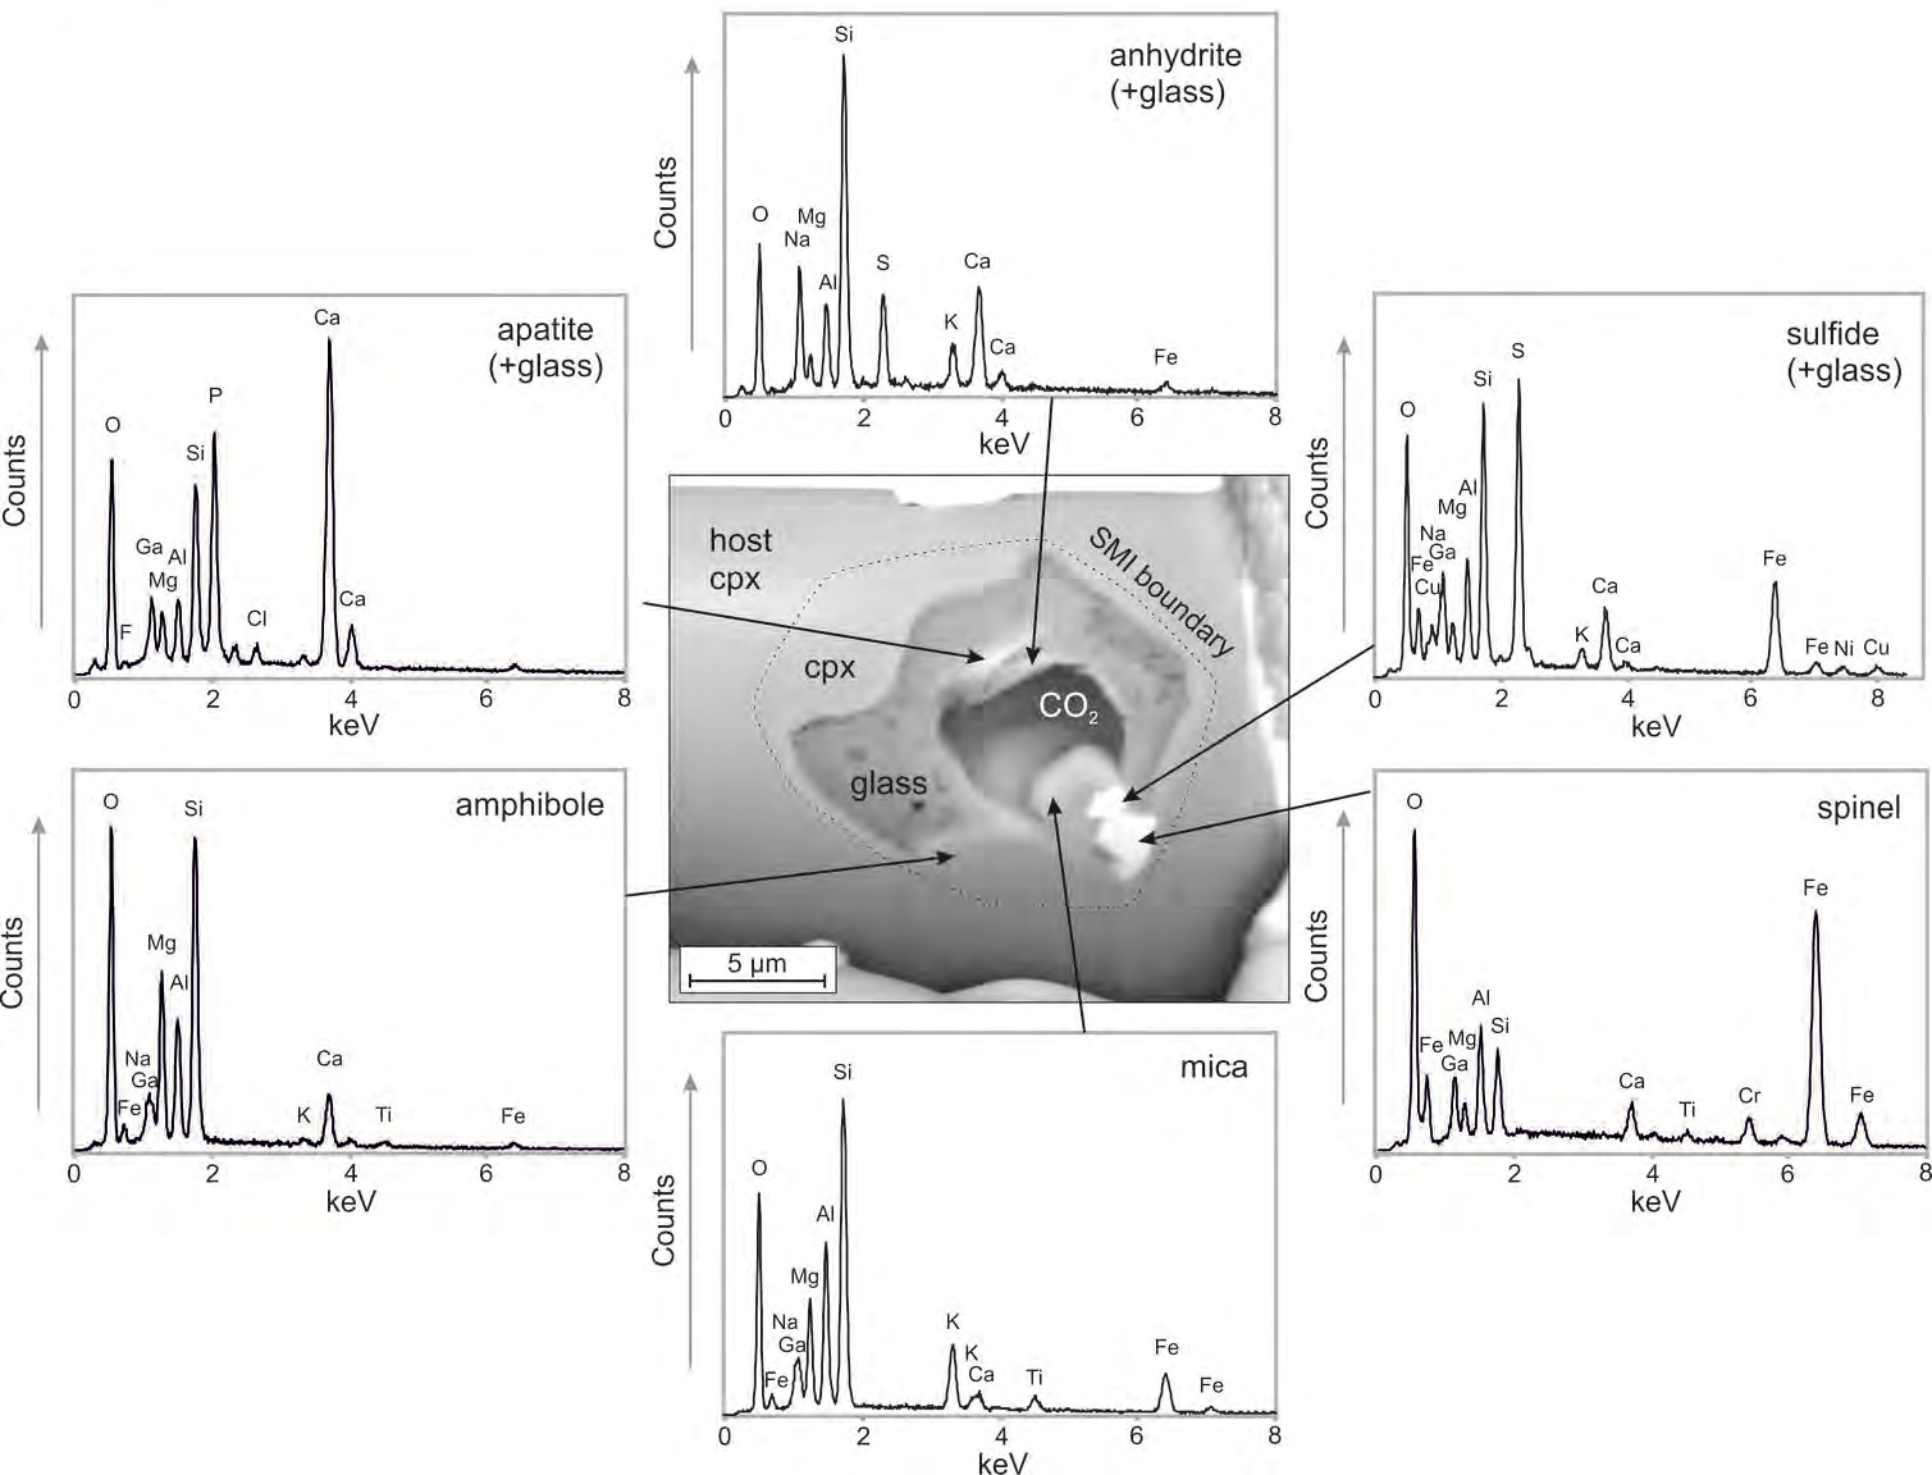 Si
anhydrite
(+glass)
O
Mg
Na
Al
S
K
Ca
Ca
Fe
Counts
0 2 4 6 8
keV
apatite
(+glass)
Ca
P
O
Si
Ga
Al
Mg
F
Cl
Ca
Counts
0 2 4 6 8
keV
sulfide
(+glass)
S
Si
O
Al
Mg
Na
Ga
Fe
Cu
Ca
K
Ca
Fe
Fe Ni Cu
Counts
0 2 4 6 8
keV
host
cpx
SMI boundary
cpx
CO₂
glass
5 µm
amphibole
O
Si
Mg
Al
Na
Ga
Fe
K
Ca
Ti
Fe
Counts
0 2 4 6 8
keV
spinel
O
Fe
Al
Si
Fe
Mg
Ga
Ca
Ti
Cr
Fe
Counts
0 2 4 6 8
keV
mica
Si
O
Al
Mg
Na
Ga
Fe
K
K
Ca
Ti
Fe
Fe
Counts
0 2 4 6 8
keV